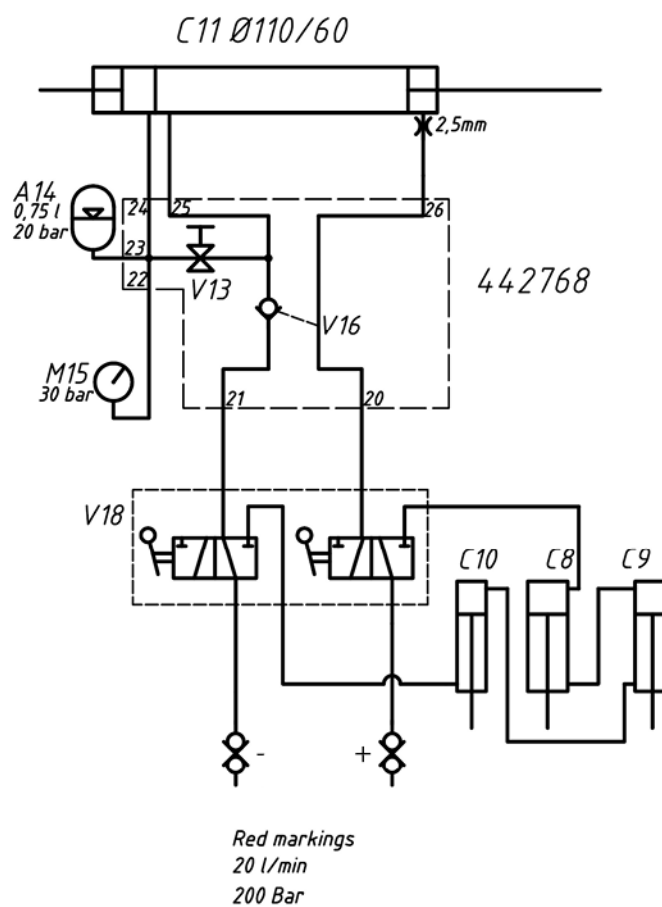 C11 Ø110/60
2,5mm
A14
0,75 l
20 bar
24
25
26
23
22
V13
442768
V16
M15
30 bar
21
20
V18
C10
C8
C9
-
+
Red markings
20 l/min
200 Bar